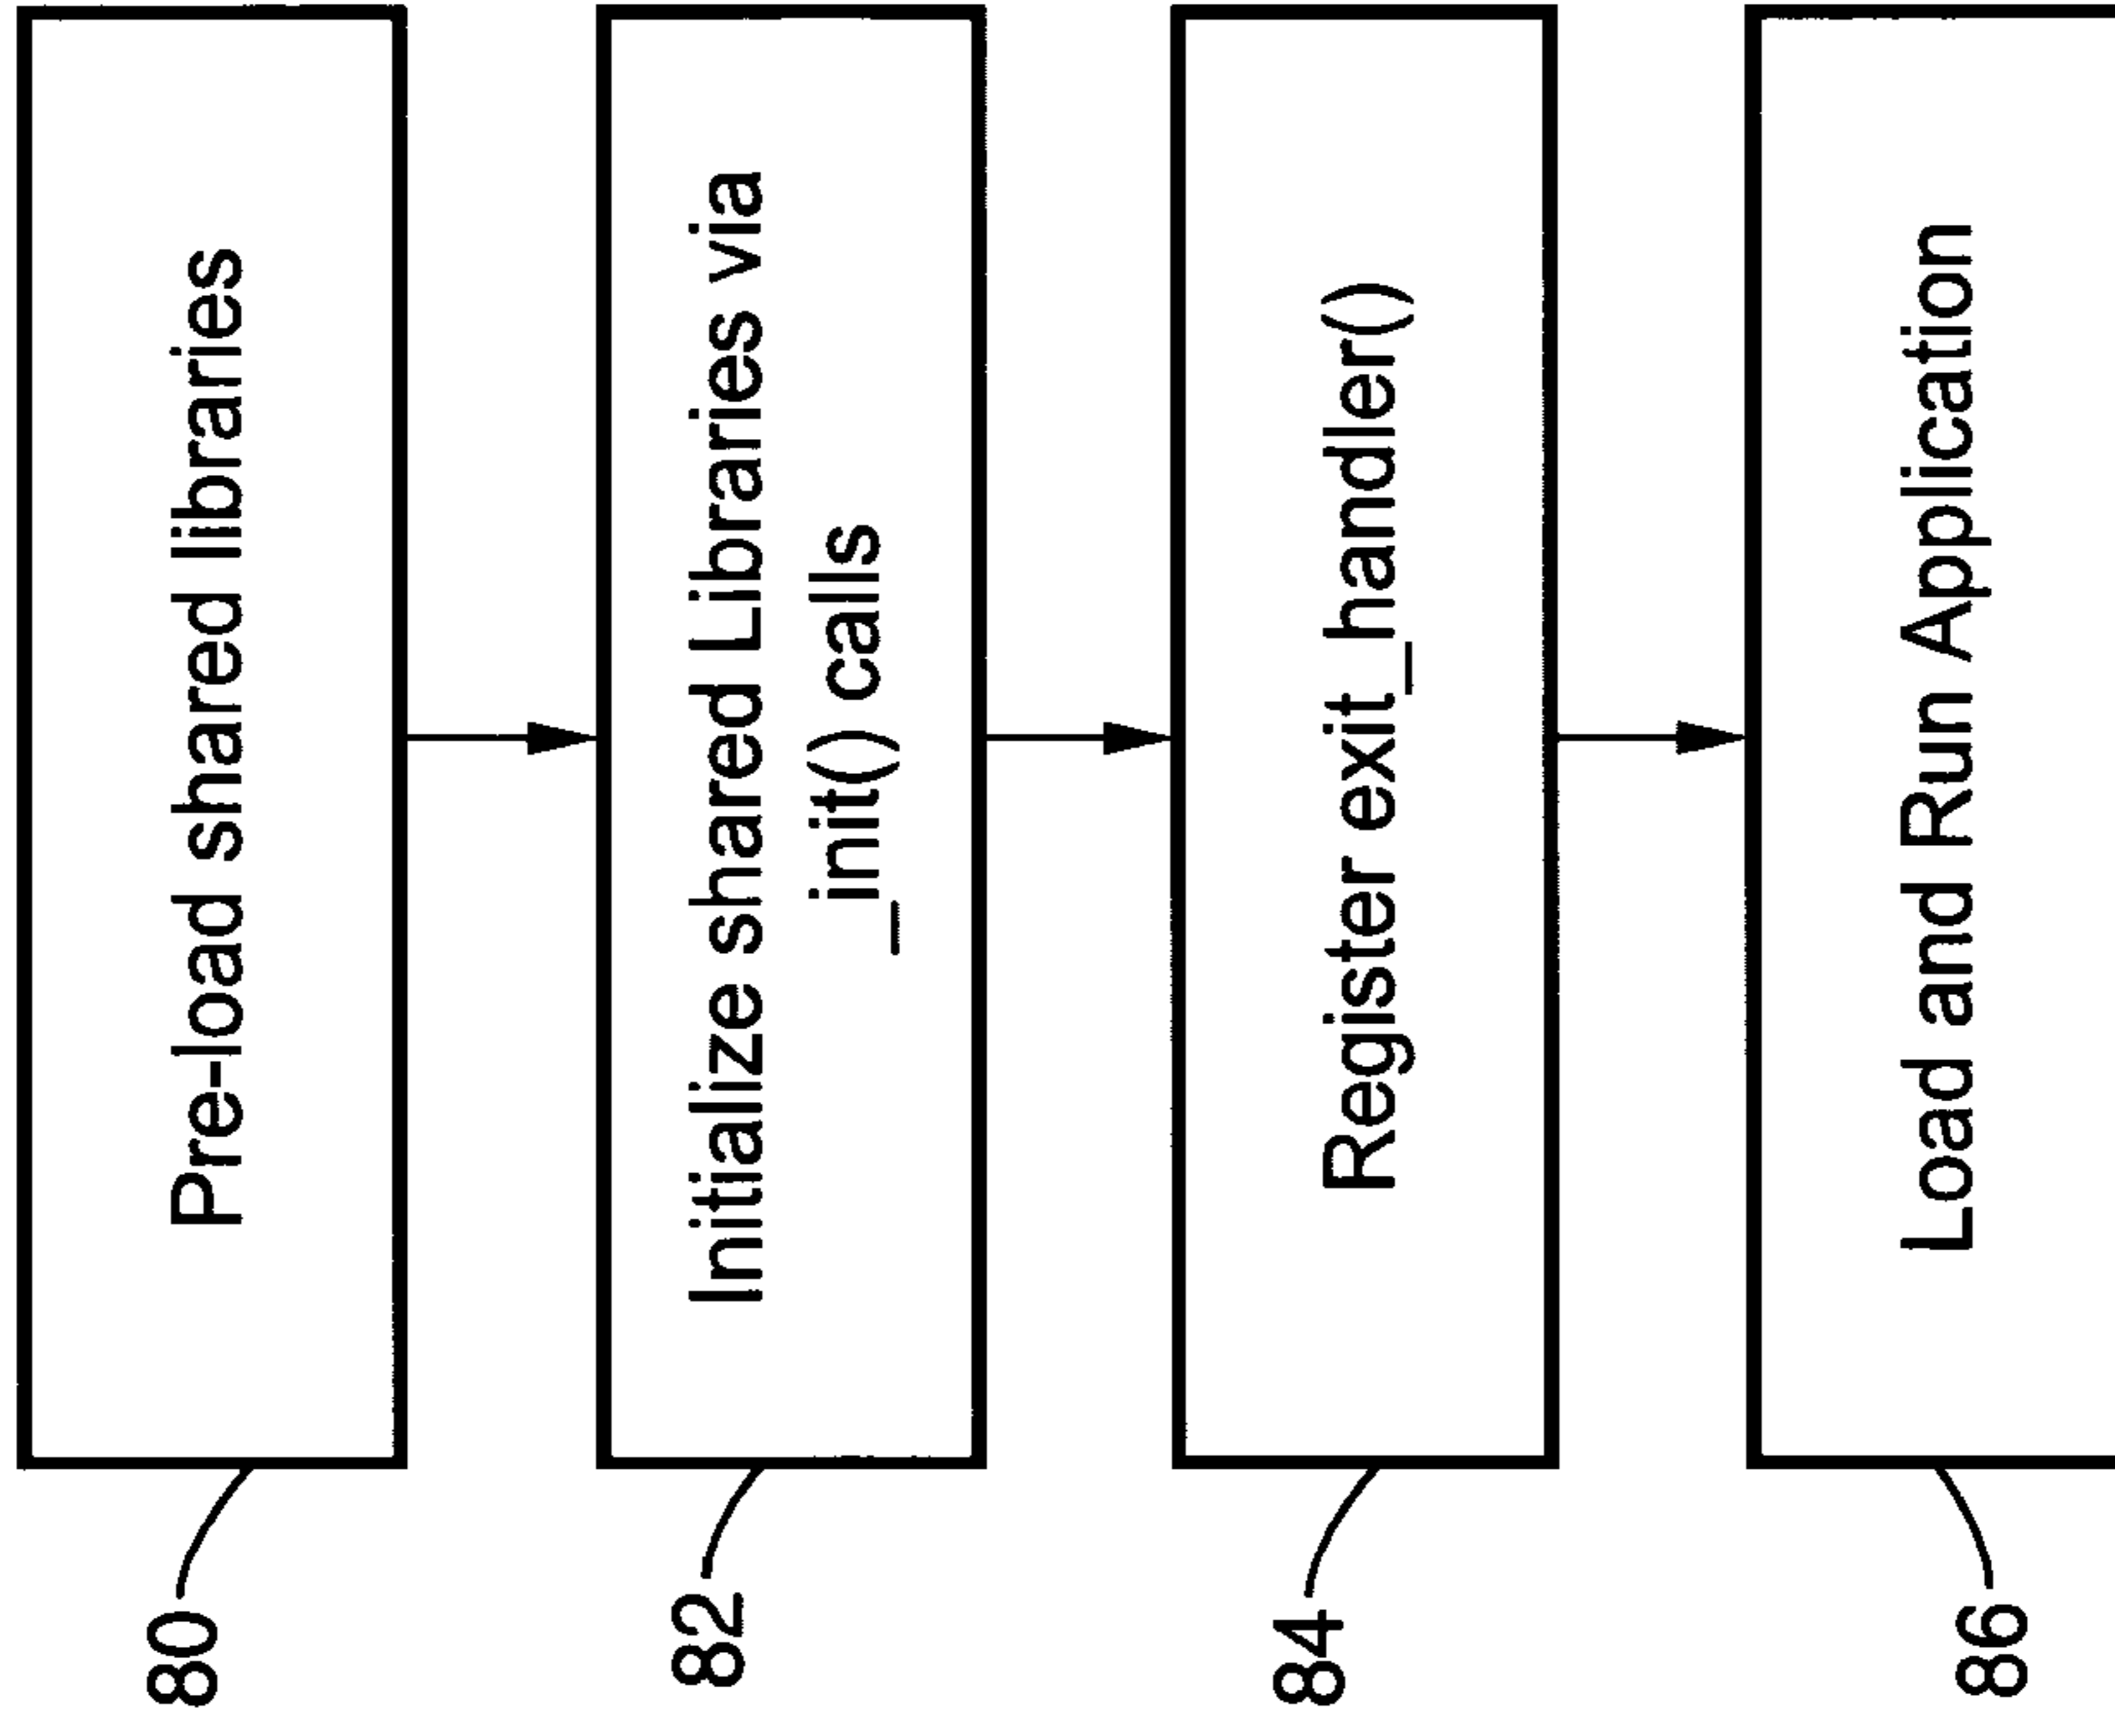 80
Pre-load shared libraries
82
Initialize shared Libraries via
_init() calls
84
Register exit_handler()
86
Load and Run Application